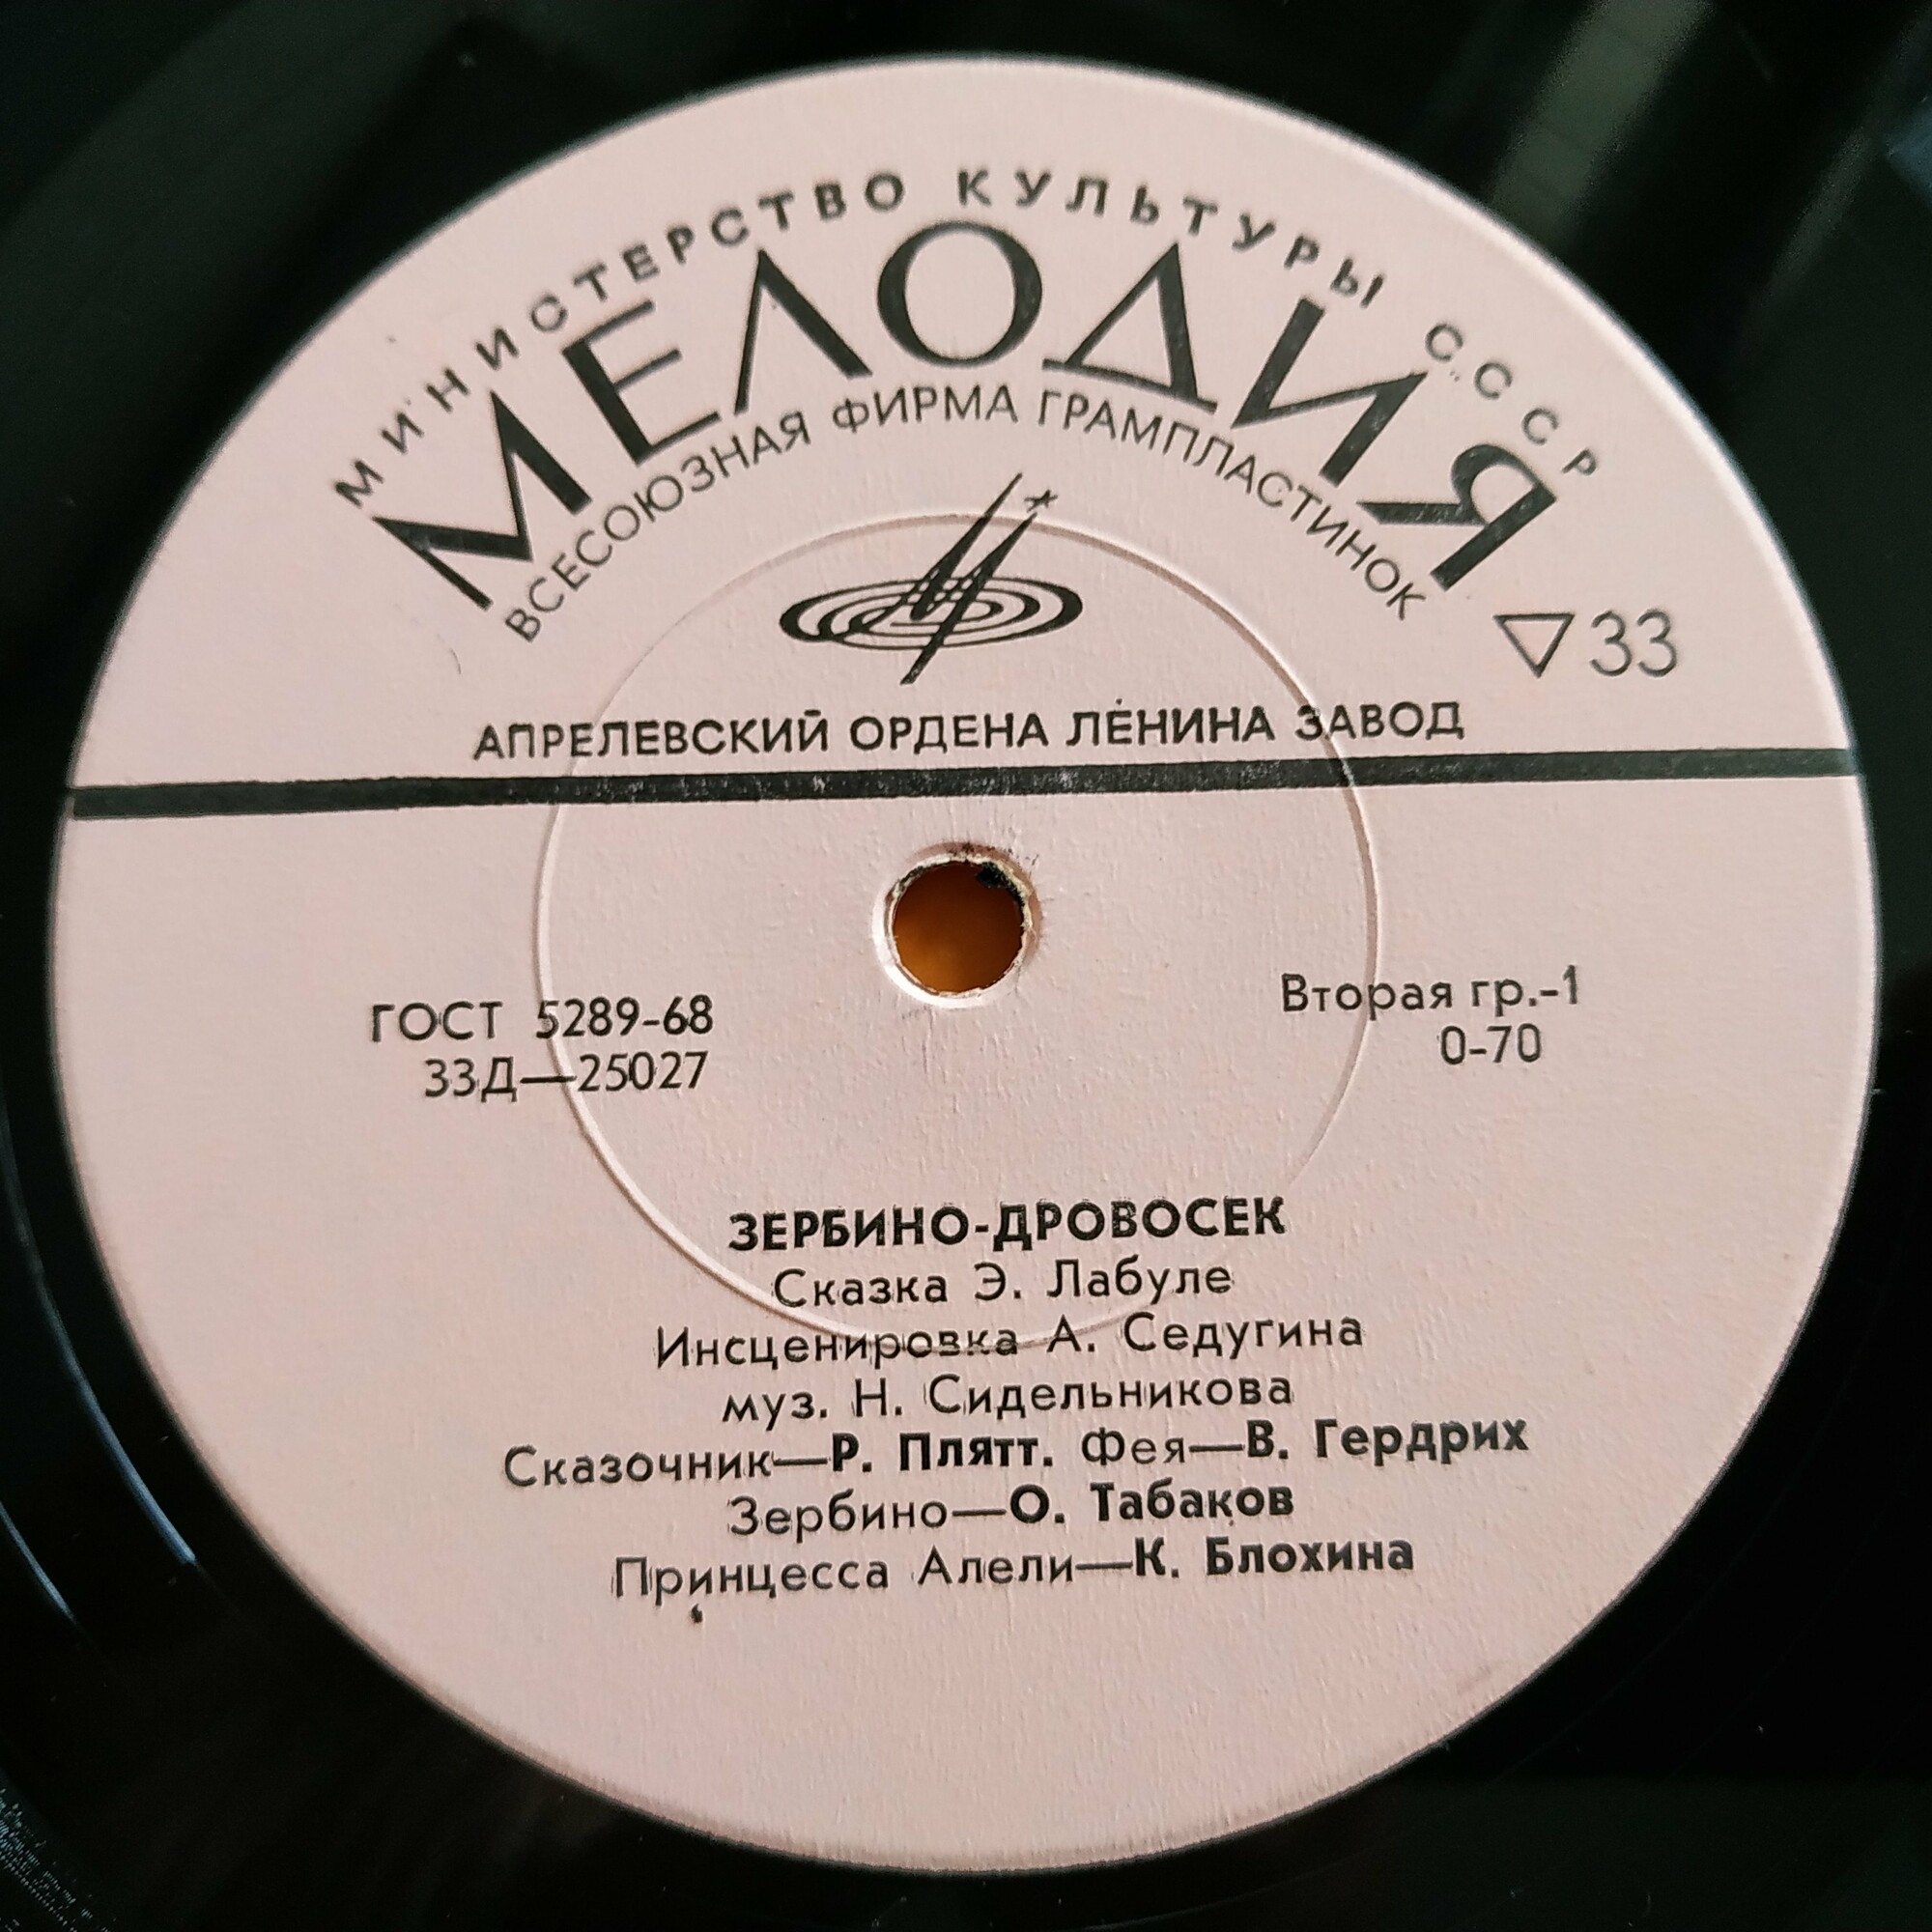 МИНИСТЕРСТВО КУЛЬТУРЫ СССР
МЕЛОДИЯ
ВСЕСОЮЗНАЯ ФИРМА ГРАМПЛАСТИНОК
▽33
АПРЕЛЕВСКИЙ ОРДЕНА ЛЕНИНА ЗАВОД
ГОСТ 5289-68
33Д—25027
Вторая гр.-1
0-70
ЗЕРБИНО-ДРОВОСЕК
Сказка Э. Лабуле
Инсценировка А. Седугина
муз. Н. Сидельникова
Сказочник—Р. Плятт. Фея—В. Гердрих
Зербино—О. Табаков
Принцесса Алели—К. Блохина